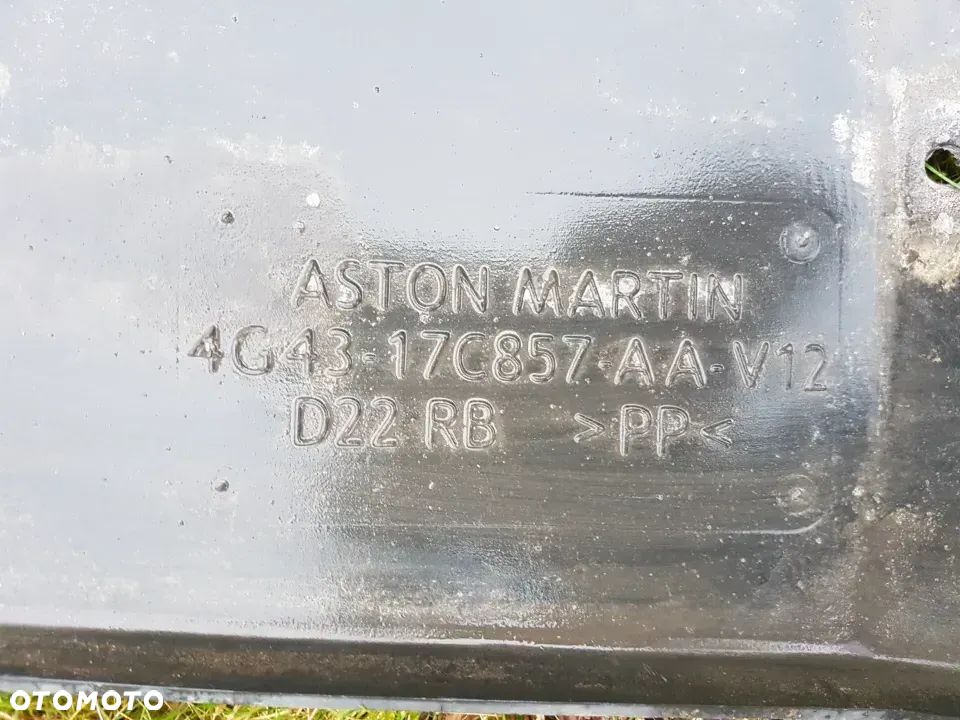 ASTON MARTIN
4G43-17C857-AA-V12
D22 RB >PP<
OTOMOTO